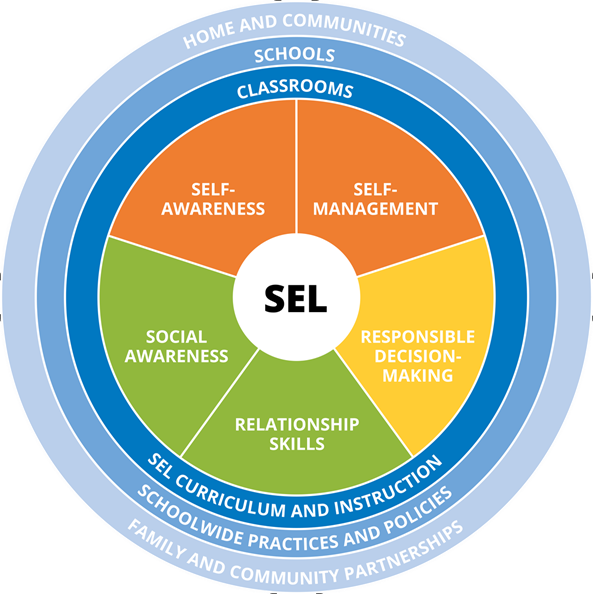 HOME AND COMMUNITIES
SCHOOLS
CLASSROOMS
SELF-
AWARENESS
SELF-
MANAGEMENT
SEL
SOCIAL
AWARENESS
RESPONSIBLE
DECISION-
MAKING
RELATIONSHIP
SKILLS
SEL CURRICULUM AND INSTRUCTION
SCHOOLWIDE PRACTICES AND POLICIES
FAMILY AND COMMUNITY PARTNERSHIPS